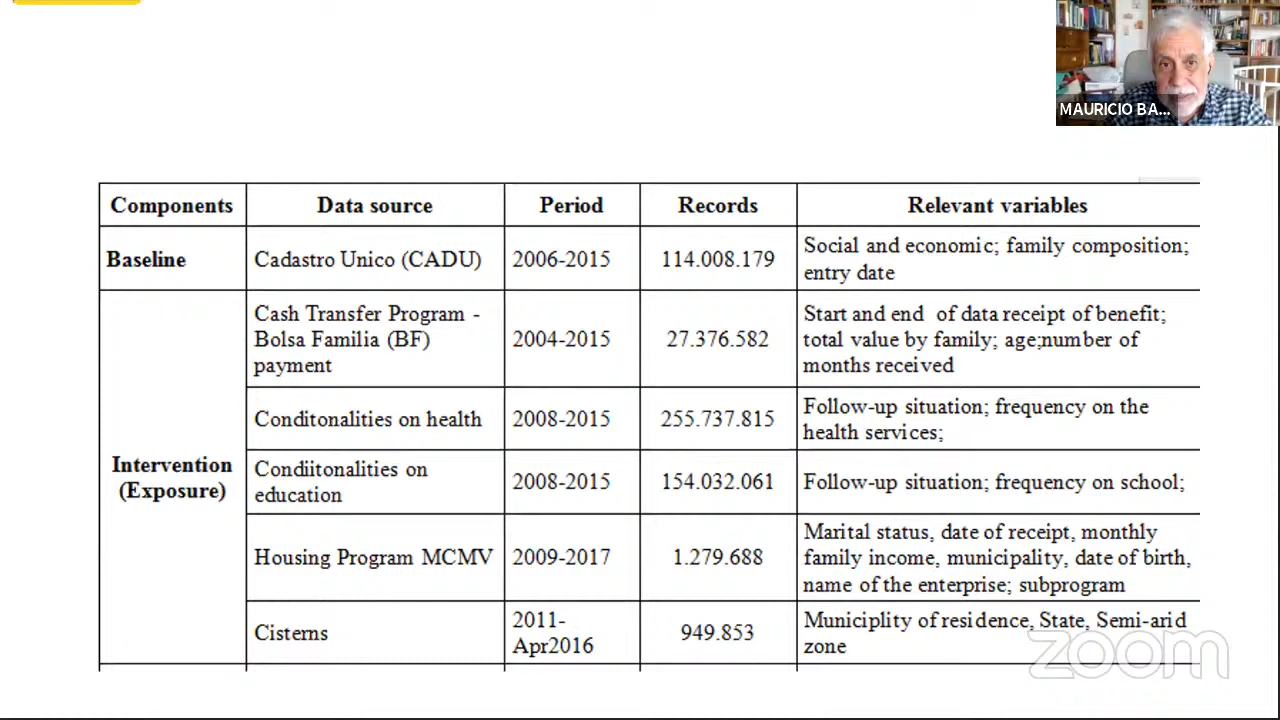 MAURICIO BA...
Components Data source Period Records Relevant variables
Baseline Cadastro Unico (CADU) 2006-2015 114.008.179 Social and economic; family composition;
entry date
Intervention
(Exposure)
Cash Transfer Program -
Bolsa Familia (BF)
payment
2004-2015
27.376.582
Start and end of data receipt of benefit;
total value by family; age;number of
months received
Conditonalities on health
2008-2015
255.737.815
Follow-up situation; frequency on the
health services;
Condiitonalities on
education
2008-2015
154.032.061
Follow-up situation; frequency on school;
Housing Program MCMV
2009-2017
1.279.688
Marital status, date of receipt, monthly
family income, municipality, date of birth,
name of the enterprise; subprogram
Cisterns
2011-
Apr2016
949.853
Municiplity of residence, State, Semi-arid
zone
zoom